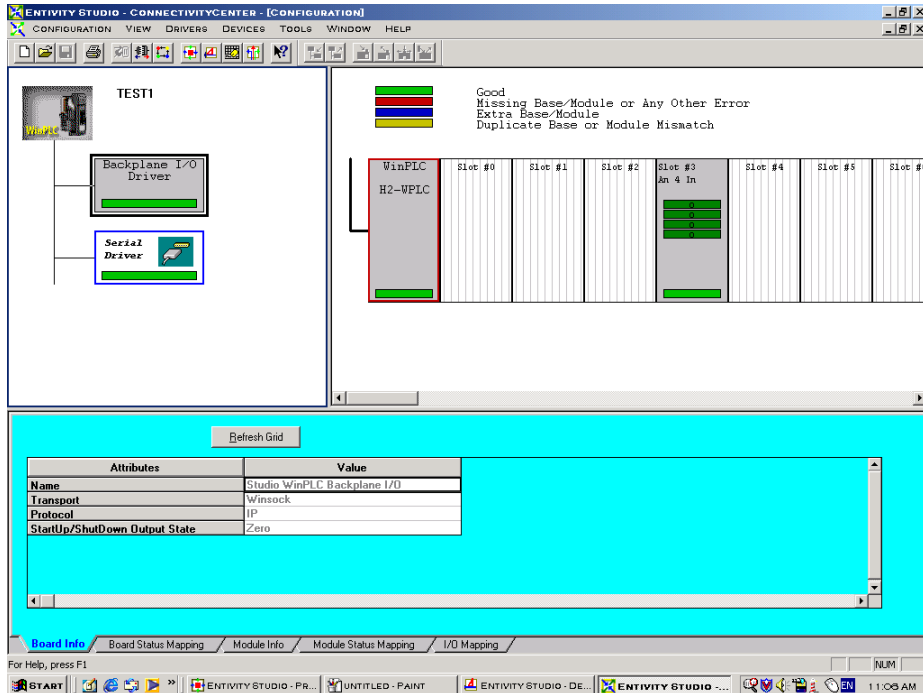 ENTIVITY STUDIO - CONNECTIVITYCENTER - [CONFIGURATION]
CONFIGURATION VIEW DRIVERS DEVICES TOOLS WINDOW HELP
TEST1
WinPLC
Backplane I/O
Driver
Serial
Driver
Good
Missing Base/Module or Any Other Error
Extra Base/Module
Duplicate Base or Module Mismatch
WinPLC
H2-WPLC
Slot #0
Slot #1
Slot #2
Slot #3
An 4 In
0
0
0
0
Slot #4
Slot #5
Slot #
Refresh Grid
Attributes Value
Name Studio WinPLC Backplane I/O
Transport Winsock
Protocol IP
StartUp/ShutDown Output State Zero
Board Info Board Status Mapping Module Info Module Status Mapping I/O Mapping
For Help, press F1 NUM
START » ENTIVITY STUDIO - PR... UNTITLED - PAINT ENTIVITY STUDIO - DE... ENTIVITY STUDIO -... EN 11:06 AM